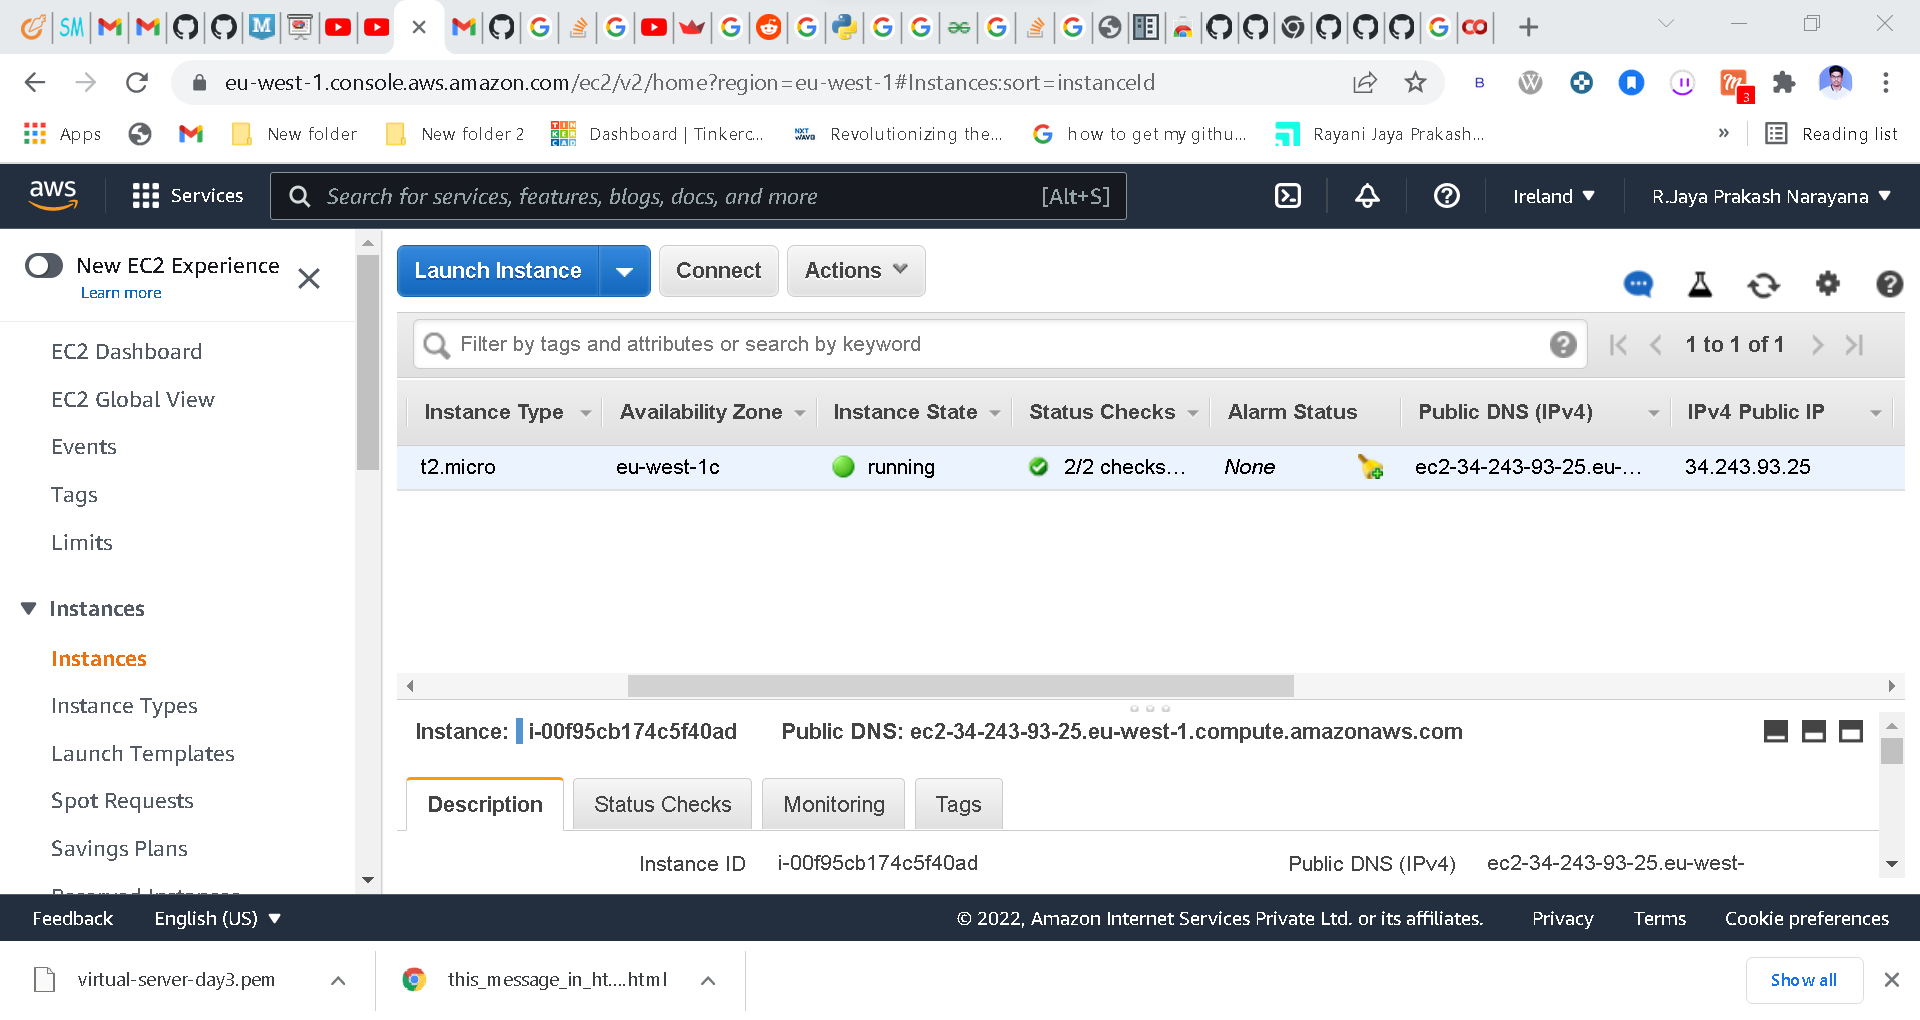 eu-west-1.console.aws.amazon.com/ec2/v2/home?region=eu-west-1#Instances:sort=instanceId
Apps
New folder
New folder 2
Dashboard | Tinkerc...
Revolutionizing the...
how to get my githu...
Rayani Jaya Prakash...
»
Reading list
aws
Services
Search for services, features, blogs, docs, and more
[Alt+S]
Ireland
R.Jaya Prakash Narayana
New EC2 Experience
Learn more
EC2 Dashboard
EC2 Global View
Events
Tags
Limits
Instances
Instances
Instance Types
Launch Templates
Spot Requests
Savings Plans
Reserved Instances
Launch Instance
Connect
Actions
Filter by tags and attributes or search by keyword
1 to 1 of 1
Instance Type
Availability Zone
Instance State
Status Checks
Alarm Status
Public DNS (IPv4)
IPv4 Public IP
t2.micro
eu-west-1c
running
2/2 checks...
None
ec2-34-243-93-25.eu-...
34.243.93.25
Instance: i-00f95cb174c5f40ad
Public DNS: ec2-34-243-93-25.eu-west-1.compute.amazonaws.com
Description
Status Checks
Monitoring
Tags
Instance ID
i-00f95cb174c5f40ad
Public DNS (IPv4)
ec2-34-243-93-25.eu-west-
Feedback
English (US)
© 2022, Amazon Internet Services Private Ltd. or its affiliates.
Privacy
Terms
Cookie preferences
virtual-server-day3.pem
this_message_in_ht....html
Show all